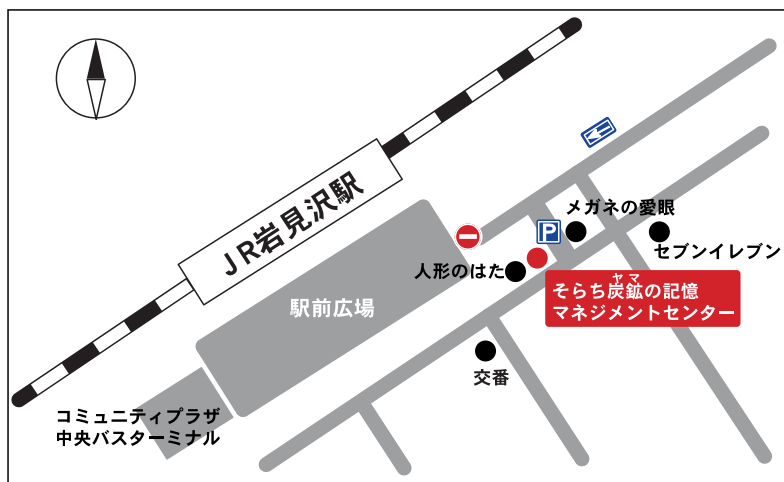 JR岩見沢駅
駅前広場
コミュニティプラザ
中央バスターミナル
P
メガネの愛眼
セブンイレブン
人形のはた
ヤマ
そらち炭鉱の記憶
マネジメントセンター
交番